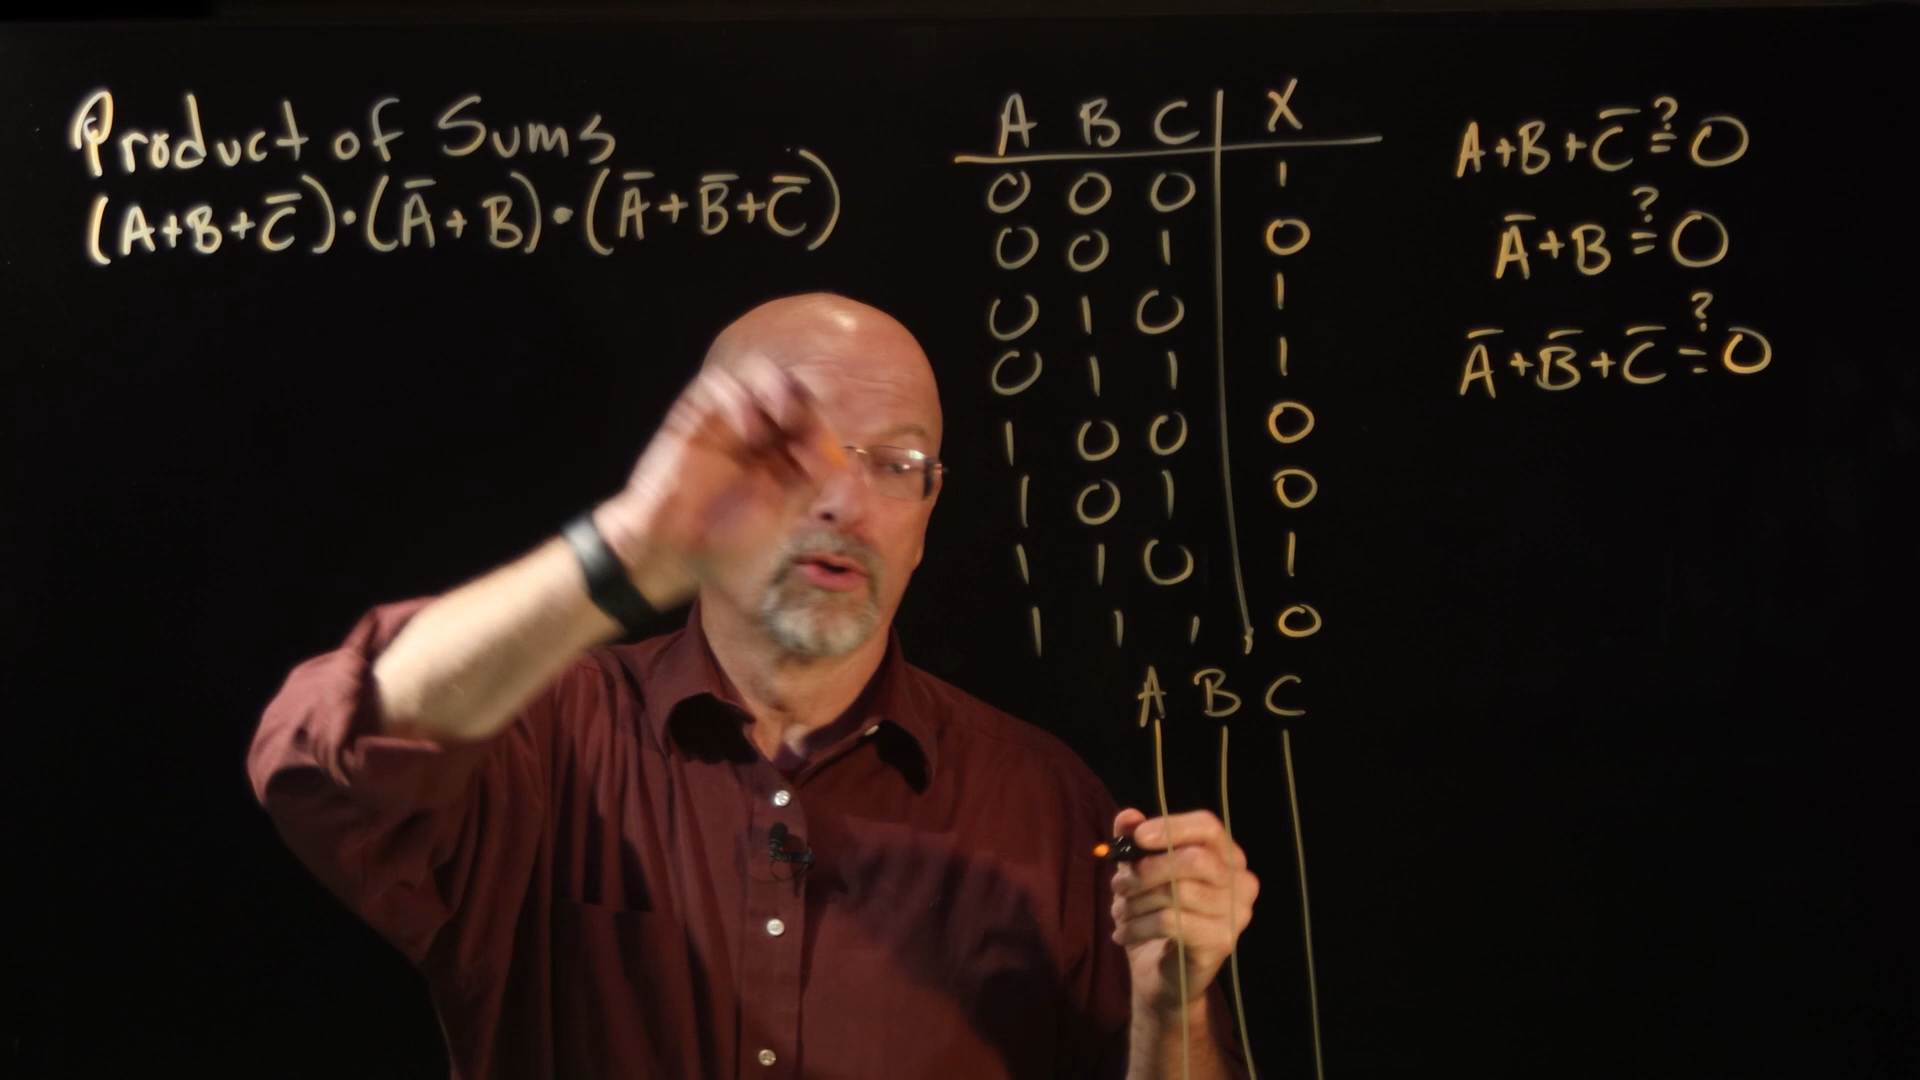 Product of Sums
(A+B+C̅)·(A̅+B)·(A̅+B̅+C̅)
A B C X
0 0 0 1
0 0 1 0
0 1 0 1
0 1 1 1
1 0 0 0
1 0 1 0
1 1 0 1
1 1 1 0
A+B+C̅ ≟ 0
A̅+B ≟ 0
A̅+B̅+C̅ ≟ 0
A B C